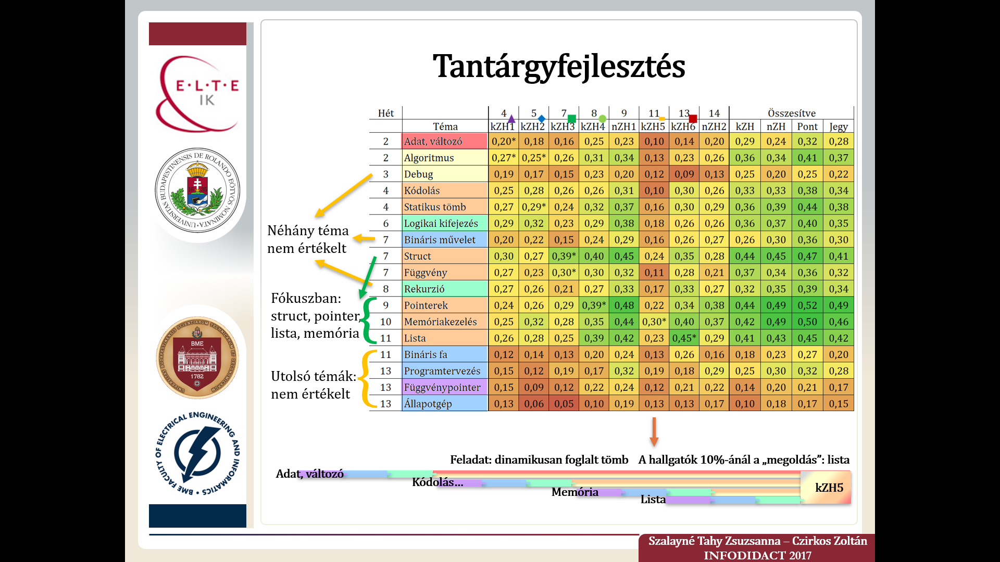 Tantárgyfejlesztés
Hét 4 5 7 8 9 11 13 14 Összesítve
Téma kZH1 kZH2 kZH3 kZH4 nZH1 kZH5 kZH6 nZH2 kZH nZH Pont Jegy
2 Adat, változó 0,20* 0,18 0,16 0,25 0,23 0,10 0,14 0,20 0,29 0,24 0,32 0,28
2 Algoritmus 0,27* 0,25* 0,26 0,31 0,34 0,13 0,23 0,26 0,36 0,34 0,41 0,37
3 Debug 0,19 0,17 0,15 0,23 0,20 0,12 0,09 0,13 0,25 0,20 0,25 0,22
4 Kódolás 0,25 0,28 0,26 0,26 0,31 0,10 0,30 0,26 0,33 0,33 0,38 0,34
4 Statikus tömb 0,27 0,29* 0,24 0,32 0,37 0,16 0,30 0,29 0,36 0,39 0,44 0,38
6 Logikai kifejezés 0,29 0,32 0,23 0,29 0,38 0,18 0,26 0,26 0,36 0,37 0,40 0,35
7 Bináris művelet 0,20 0,22 0,15 0,24 0,29 0,16 0,26 0,27 0,26 0,30 0,36 0,30
7 Struct 0,30 0,27 0,39* 0,40 0,45 0,24 0,35 0,28 0,44 0,45 0,47 0,41
7 Függvény 0,27 0,23 0,30* 0,30 0,32 0,11 0,28 0,21 0,37 0,34 0,36 0,32
8 Rekurzió 0,27 0,26 0,21 0,27 0,33 0,17 0,33 0,27 0,32 0,35 0,39 0,34
9 Pointerek 0,24 0,26 0,29 0,39* 0,48 0,22 0,34 0,38 0,44 0,49 0,52 0,49
10 Memóriakezelés 0,25 0,32 0,28 0,35 0,44 0,30* 0,40 0,37 0,42 0,49 0,50 0,46
11 Lista 0,26 0,28 0,25 0,39 0,42 0,23 0,45* 0,29 0,41 0,43 0,45 0,42
11 Bináris fa 0,12 0,14 0,13 0,20 0,24 0,13 0,26 0,16 0,18 0,23 0,27 0,20
13 Programtervezés 0,15 0,12 0,19 0,17 0,32 0,19 0,18 0,29 0,25 0,30 0,32 0,28
13 Függvénypointer 0,15 0,09 0,12 0,22 0,24 0,12 0,21 0,22 0,14 0,20 0,21 0,17
13 Állapotgép 0,13 0,06 0,05 0,10 0,19 0,13 0,13 0,17 0,10 0,18 0,17 0,15
Néhány téma
nem értékelt
Fókuszban:
struct, pointer,
lista, memória
Utolsó témák:
nem értékelt
Feladat: dinamikusan foglalt tömb A hallgatók 10%-ánál a „megoldás”: lista
Adat, változó
Kódolás...
Memória
Lista
kZH5
E·L·T·E
IK
UNIVERSITAS BUDAPESTINENSIS DE ROLANDO EÖTVÖS NOMINATA
BME
1782
BME FACULTY OF ELECTRICAL ENGINEERING AND INFORMATICS
Szalayné Tahy Zsuzsanna – Czirkos Zoltán
INFODIDACT 2017